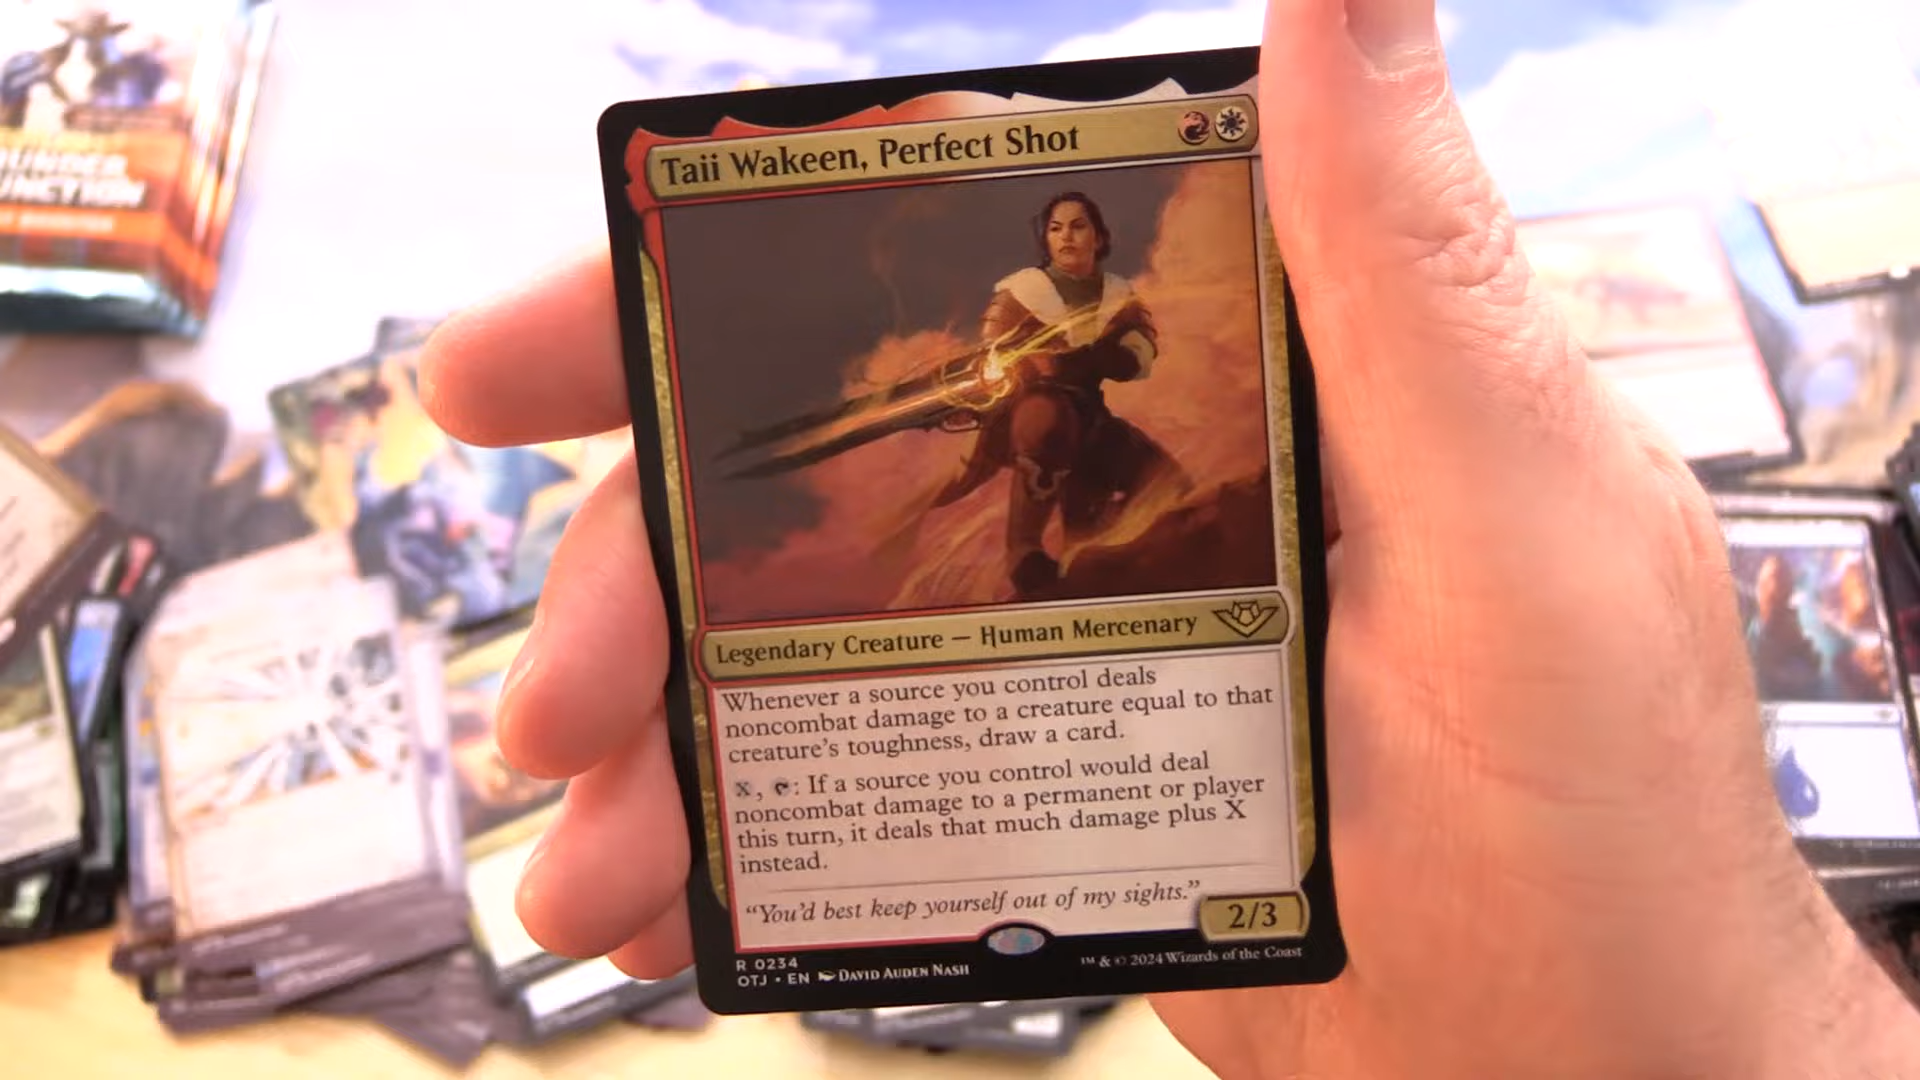 UNDER
UNCTION
Taii Wakeen, Perfect Shot
Legendary Creature — Human Mercenary
Whenever a source you control deals
noncombat damage to a creature equal to that
creature's toughness, draw a card.
X, T: If a source you control would deal
noncombat damage to a permanent or player
this turn, it deals that much damage plus X
instead.
“You'd best keep yourself out of my sights.”
2/3
R 0234
OTJ • EN DAVID AUDEN NASH
™ & © 2024 Wizards of the Coast